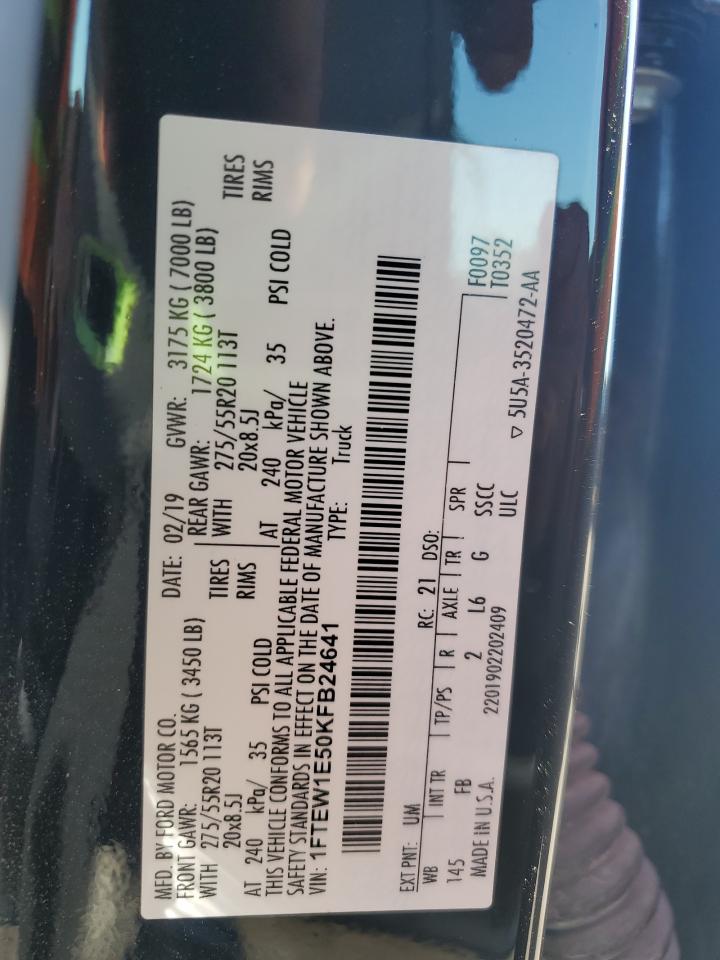 MFD. BY FORD MOTOR CO.
DATE: 02/19 GVWR: 3175 KG ( 7000 LB)
FRONT GAWR: 1565 KG ( 3450 LB) REAR GAWR: 1724 KG ( 3800 LB)
WITH 275/55R20 113T TIRES WITH 275/55R20 113T TIRES
20x8.5J RIMS 20x8.5J RIMS
AT 240 kPa/ 35 PSI COLD AT 240 kPa/ 35 PSI COLD
THIS VEHICLE CONFORMS TO ALL APPLICABLE FEDERAL MOTOR VEHICLE
SAFETY STANDARDS IN EFFECT ON THE DATE OF MANUFACTURE SHOWN ABOVE.
VIN: 1FTEW1E50KFB24641 TYPE: Truck
EXT PNT: UM RC: 21 DSO:
WB INT TR TP/PS R AXLE TR SPR F0097
T0352
145 FB 2 L6 G SSCC
MADE IN U.S.A. 2201902202409 ULC ▽ 5U5A-3520472-AA